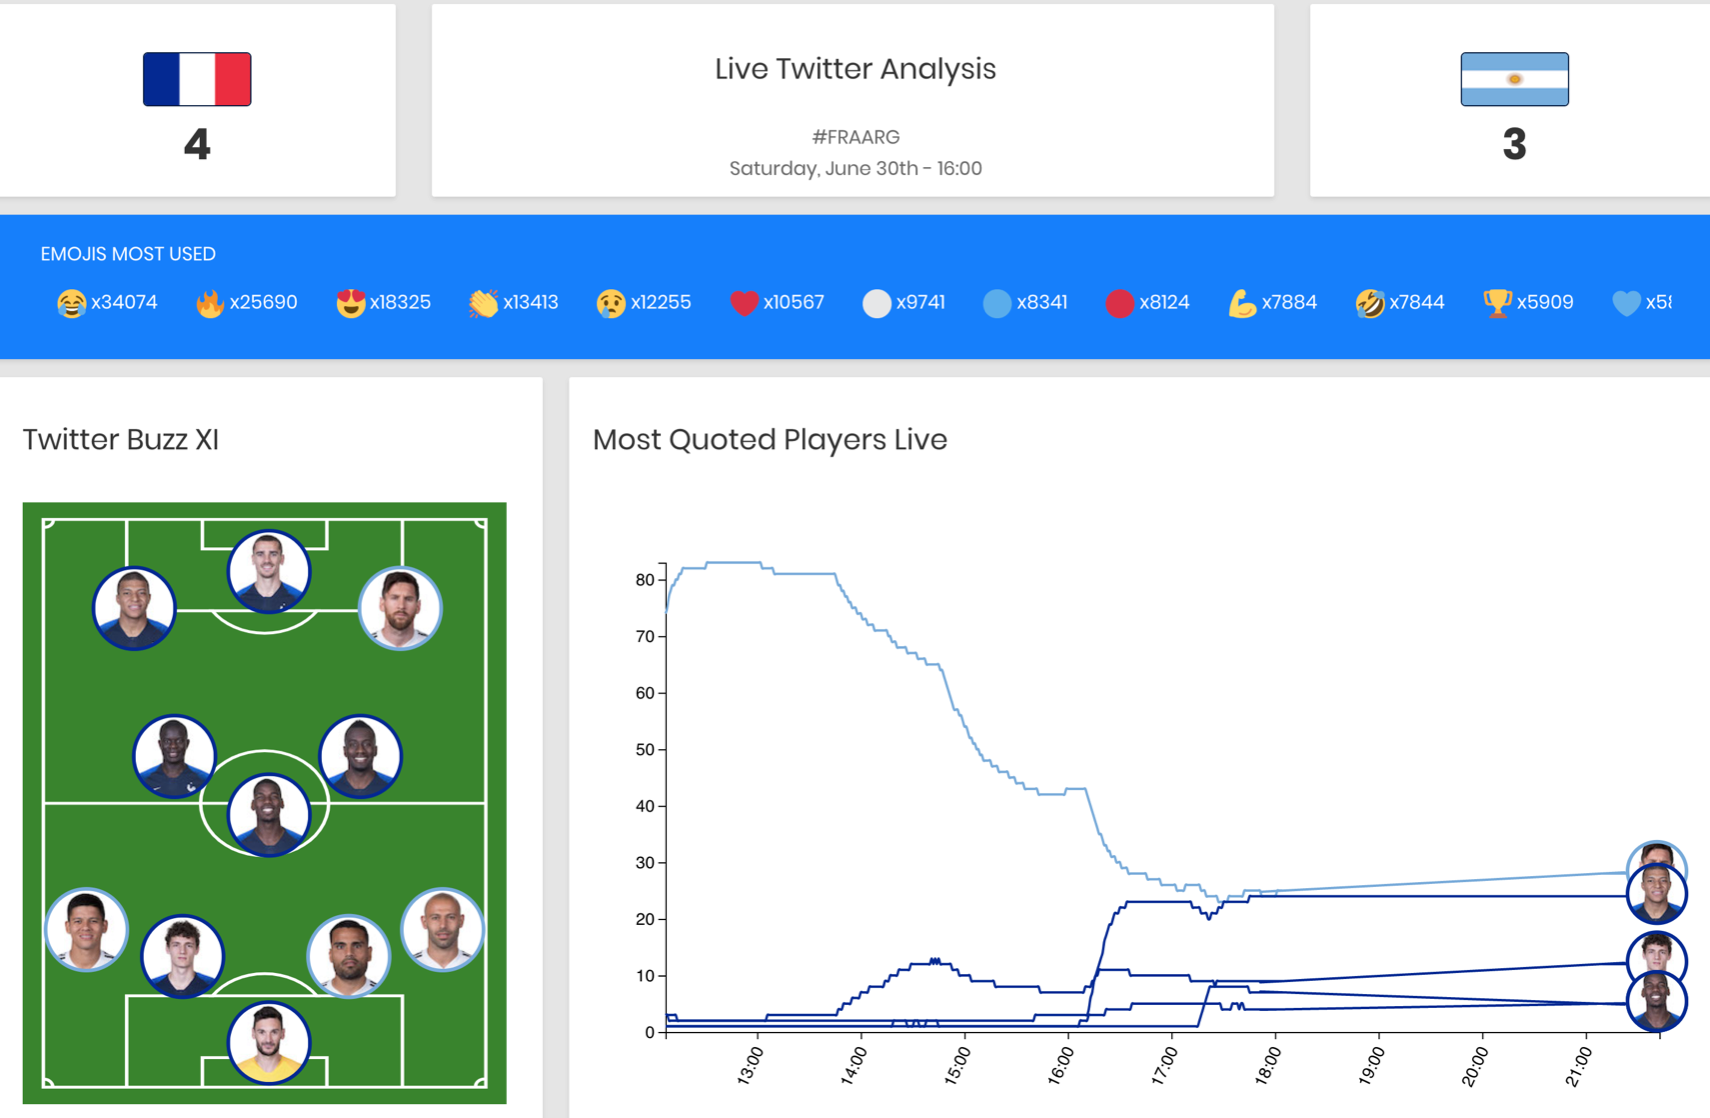 4
Live Twitter Analysis
#FRAARG
Saturday, June 30th - 16:00
3
EMOJIS MOST USED
x34074 x25690 x18325 x13413 x12255 x10567 x9741 x8341 x8124 x7884 x7844 x5909
Twitter Buzz XI
Most Quoted Players Live
80
70
60
50
40
30
20
10
0
13:00 14:00 15:00 16:00 17:00 18:00 19:00 20:00 21:00